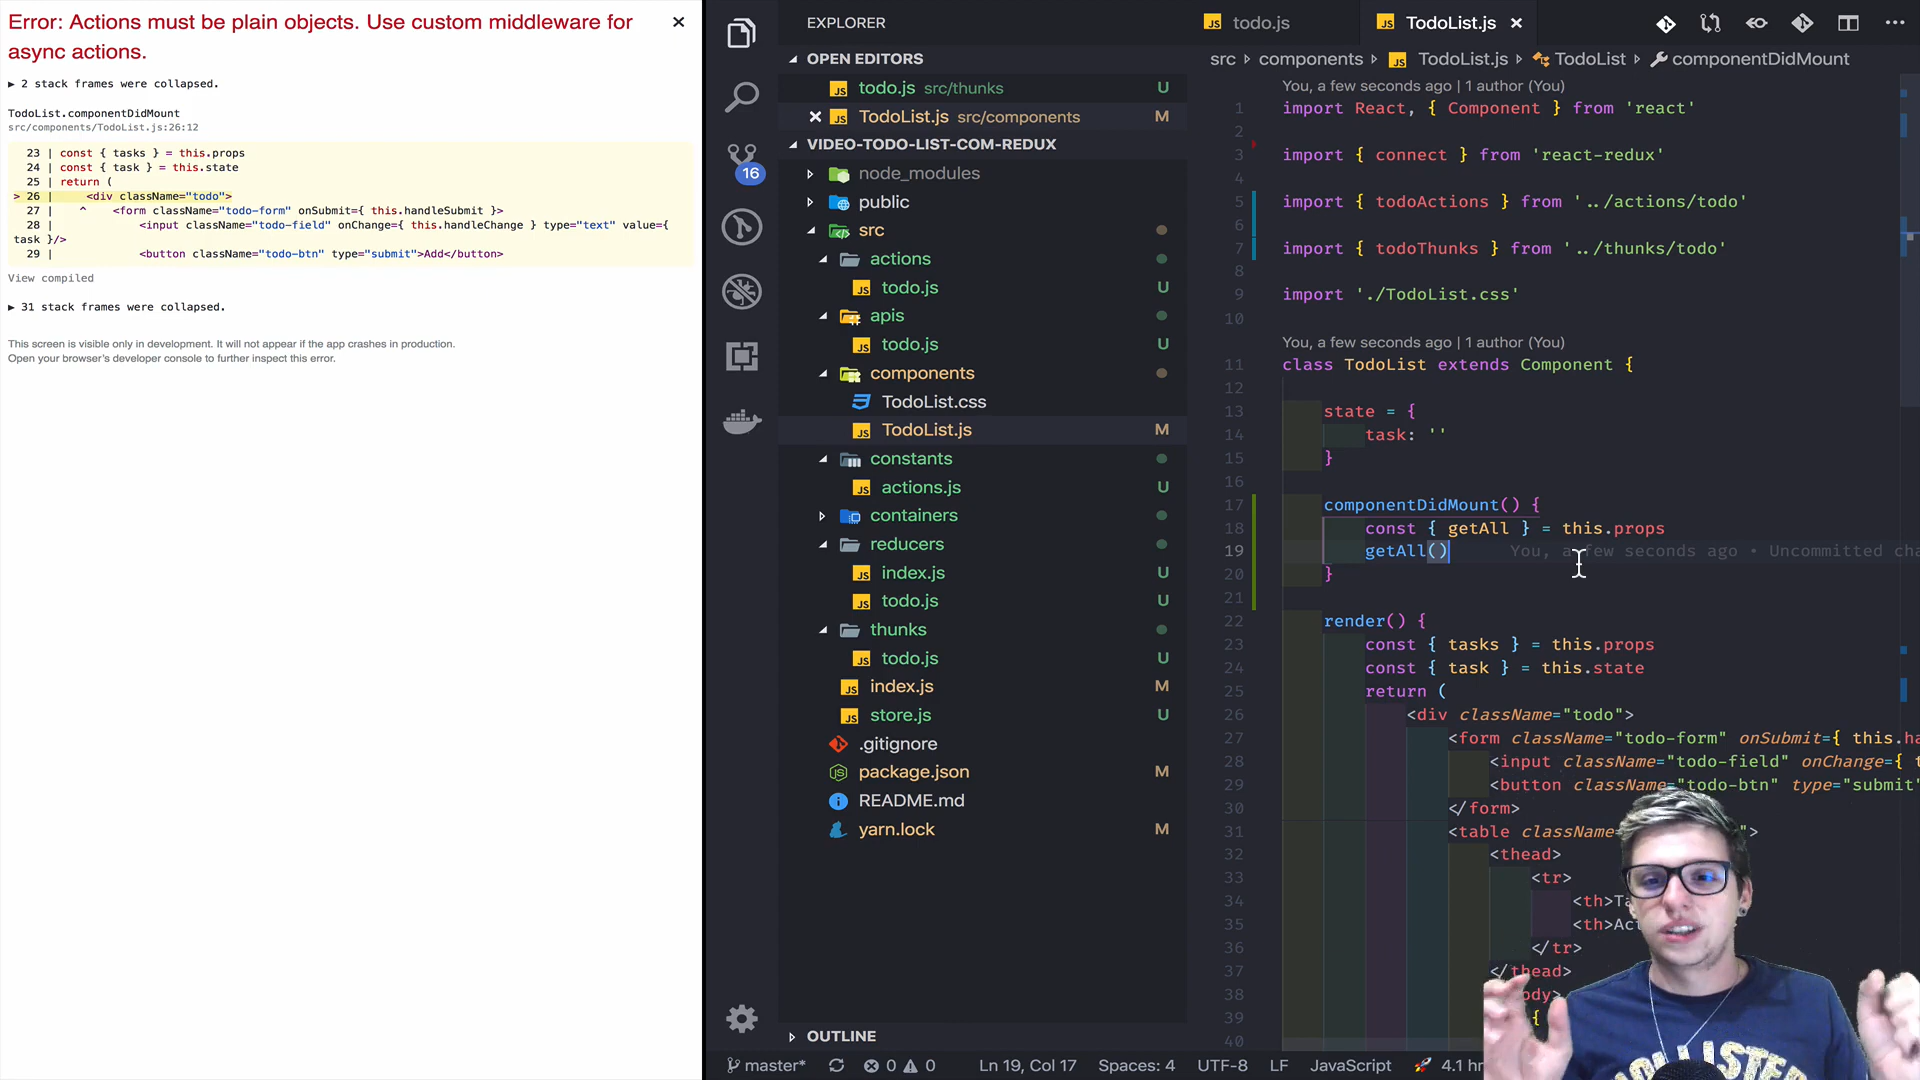 Error: Actions must be plain objects. Use custom middleware for
async actions.
▶ 2 stack frames were collapsed.
TodoList.componentDidMount
src/components/TodoList.js:26:12
23 | const { tasks } = this.props
24 | const { task } = this.state
25 | return (
> 26 | <div className="todo">
27 | ^ <form className="todo-form" onSubmit={ this.handleSubmit }>
28 | <input className="todo-field" onChange={ this.handleChange } type="text" value={
task }/>
29 | <button className="todo-btn" type="submit">Add</button>
View compiled
▶ 31 stack frames were collapsed.
This screen is visible only in development. It will not appear if the app crashes in production.
Open your browser's developer console to further inspect this error.
16
EXPLORER
OPEN EDITORS
todo.js src/thunks U
TodoList.js src/components M
VIDEO-TODO-LIST-COM-REDUX
node_modules
public
src
actions
todo.js U
apis
todo.js U
components
TodoList.css
TodoList.js M
constants
actions.js U
containers
reducers
index.js U
todo.js U
thunks
todo.js U
index.js M
store.js U
.gitignore
package.json M
README.md
yarn.lock M
OUTLINE
todo.js
TodoList.js
src components TodoList.js TodoList componentDidMount
You, a few seconds ago | 1 author (You)
1 import React, { Component } from 'react'
2
3 import { connect } from 'react-redux'
4
5 import { todoActions } from '../actions/todo'
6
7 import { todoThunks } from '../thunks/todo'
8
9 import './TodoList.css'
10
You, a few seconds ago | 1 author (You)
11 class TodoList extends Component {
12
13 state = {
14 task: ''
15 }
16
17 componentDidMount() {
18 const { getAll } = this.props
19 getAll() You, a few seconds ago • Uncommitted cha
20 }
21
22 render() {
23 const { tasks } = this.props
24 const { task } = this.state
25 return (
26 <div className="todo">
27 <form className="todo-form" onSubmit={ this.ha
28 <input className="todo-field" onChange={ t
29 <button className="todo-btn" type="submit"
30 </form>
31 <table className= ">
32 <thead>
33 <tr>
34 <th>Ta
35 <th>Act
36 </tr>
37 </thead>
38 ody>
39 {
40
master* 0 0 Ln 19, Col 17 Spaces: 4 UTF-8 LF JavaScript 4.1 hr